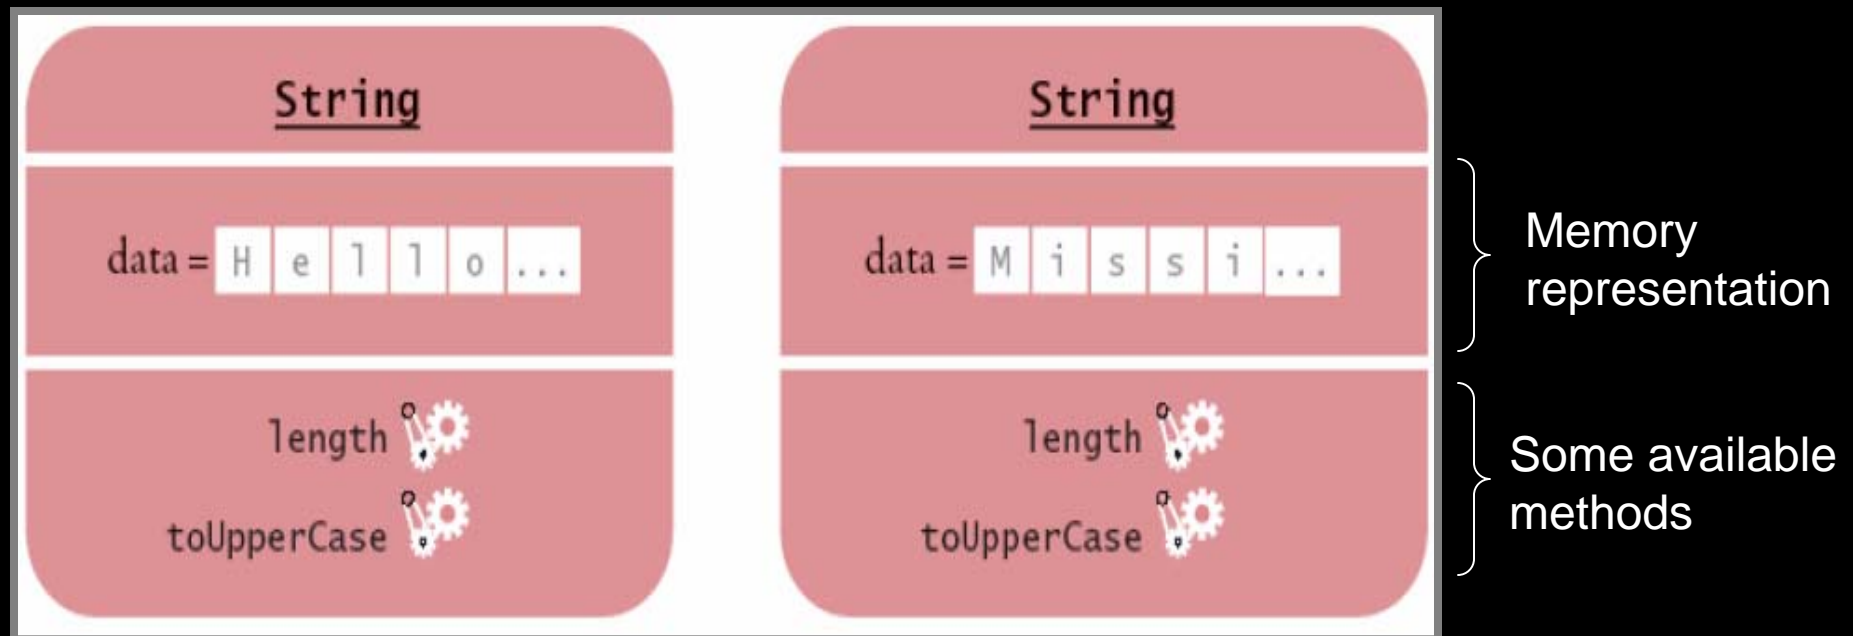 String
data = H e l l o ...
length
toUpperCase
String
data = M i s s i ...
length
toUpperCase
Memory
representation
Some available
methods